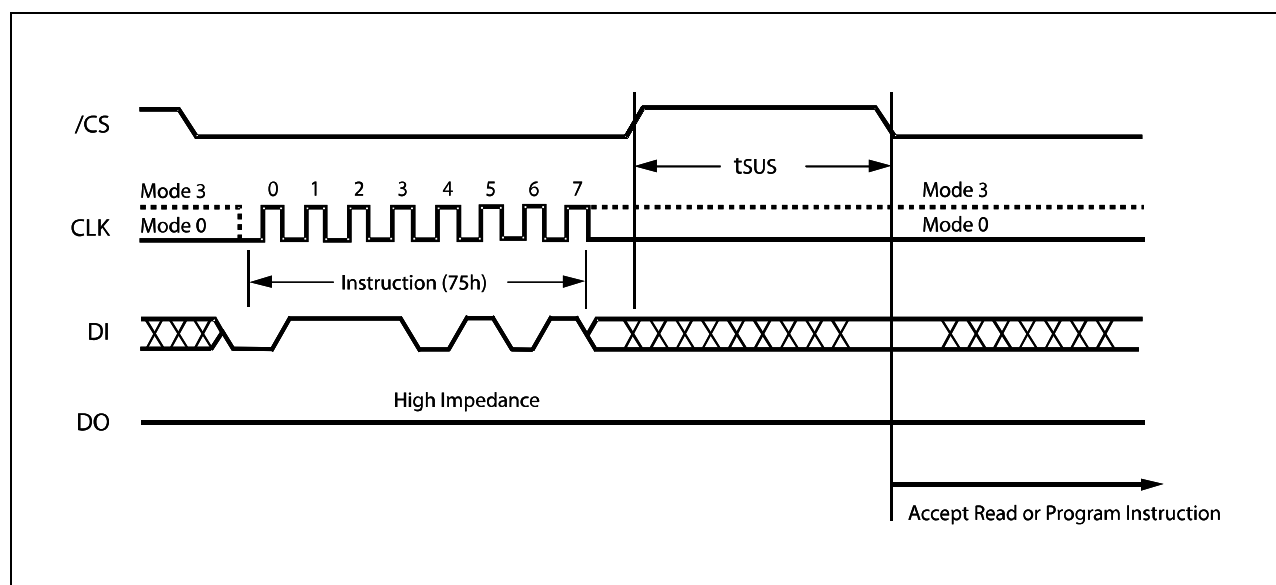 /CS
tSUS
Mode 3
0 1 2 3 4 5 6 7
Mode 3
CLK
Mode 0
Mode 0
Instruction (75h)
DI
High Impedance
DO
Accept Read or Program Instruction